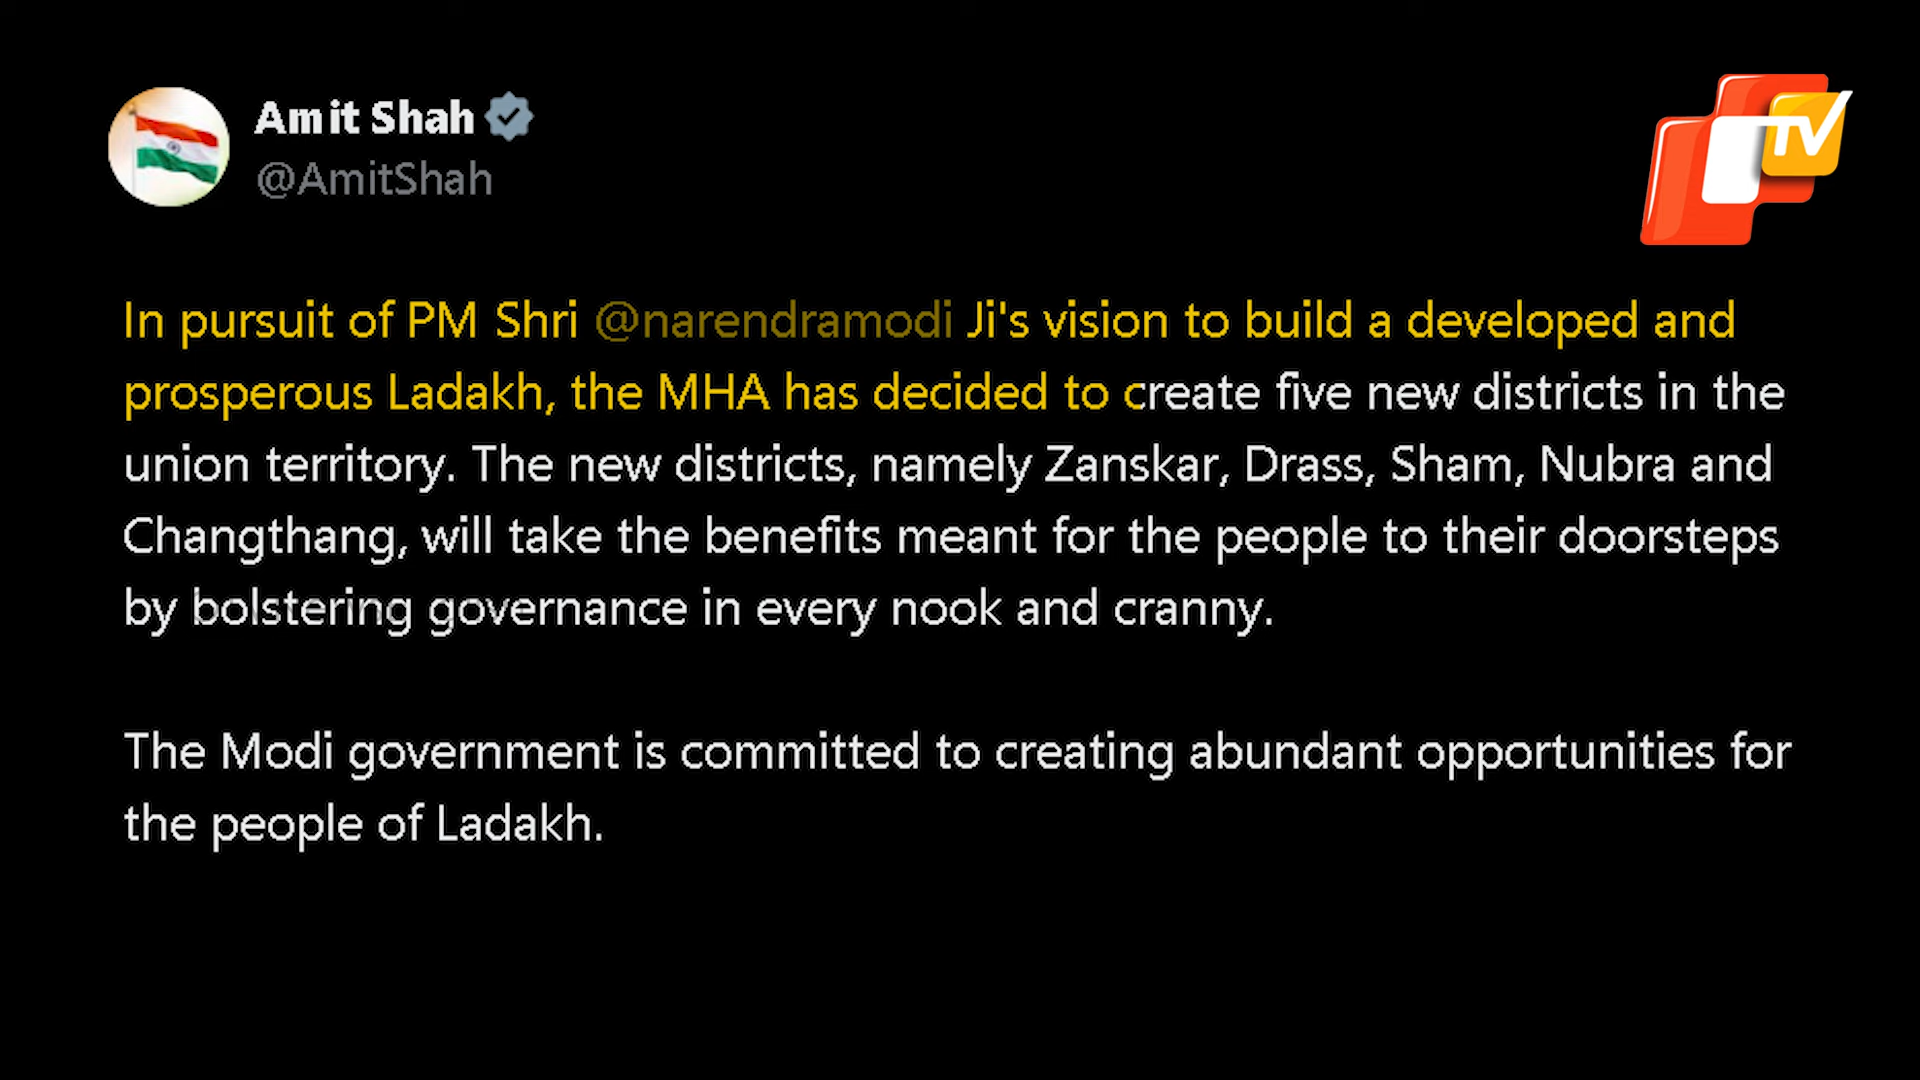 Amit Shah
@AmitShah
TV
In pursuit of PM Shri @narendramodi Ji's vision to build a developed and
prosperous Ladakh, the MHA has decided to create five new districts in the
union territory. The new districts, namely Zanskar, Drass, Sham, Nubra and
Changthang, will take the benefits meant for the people to their doorsteps
by bolstering governance in every nook and cranny.
The Modi government is committed to creating abundant opportunities for
the people of Ladakh.